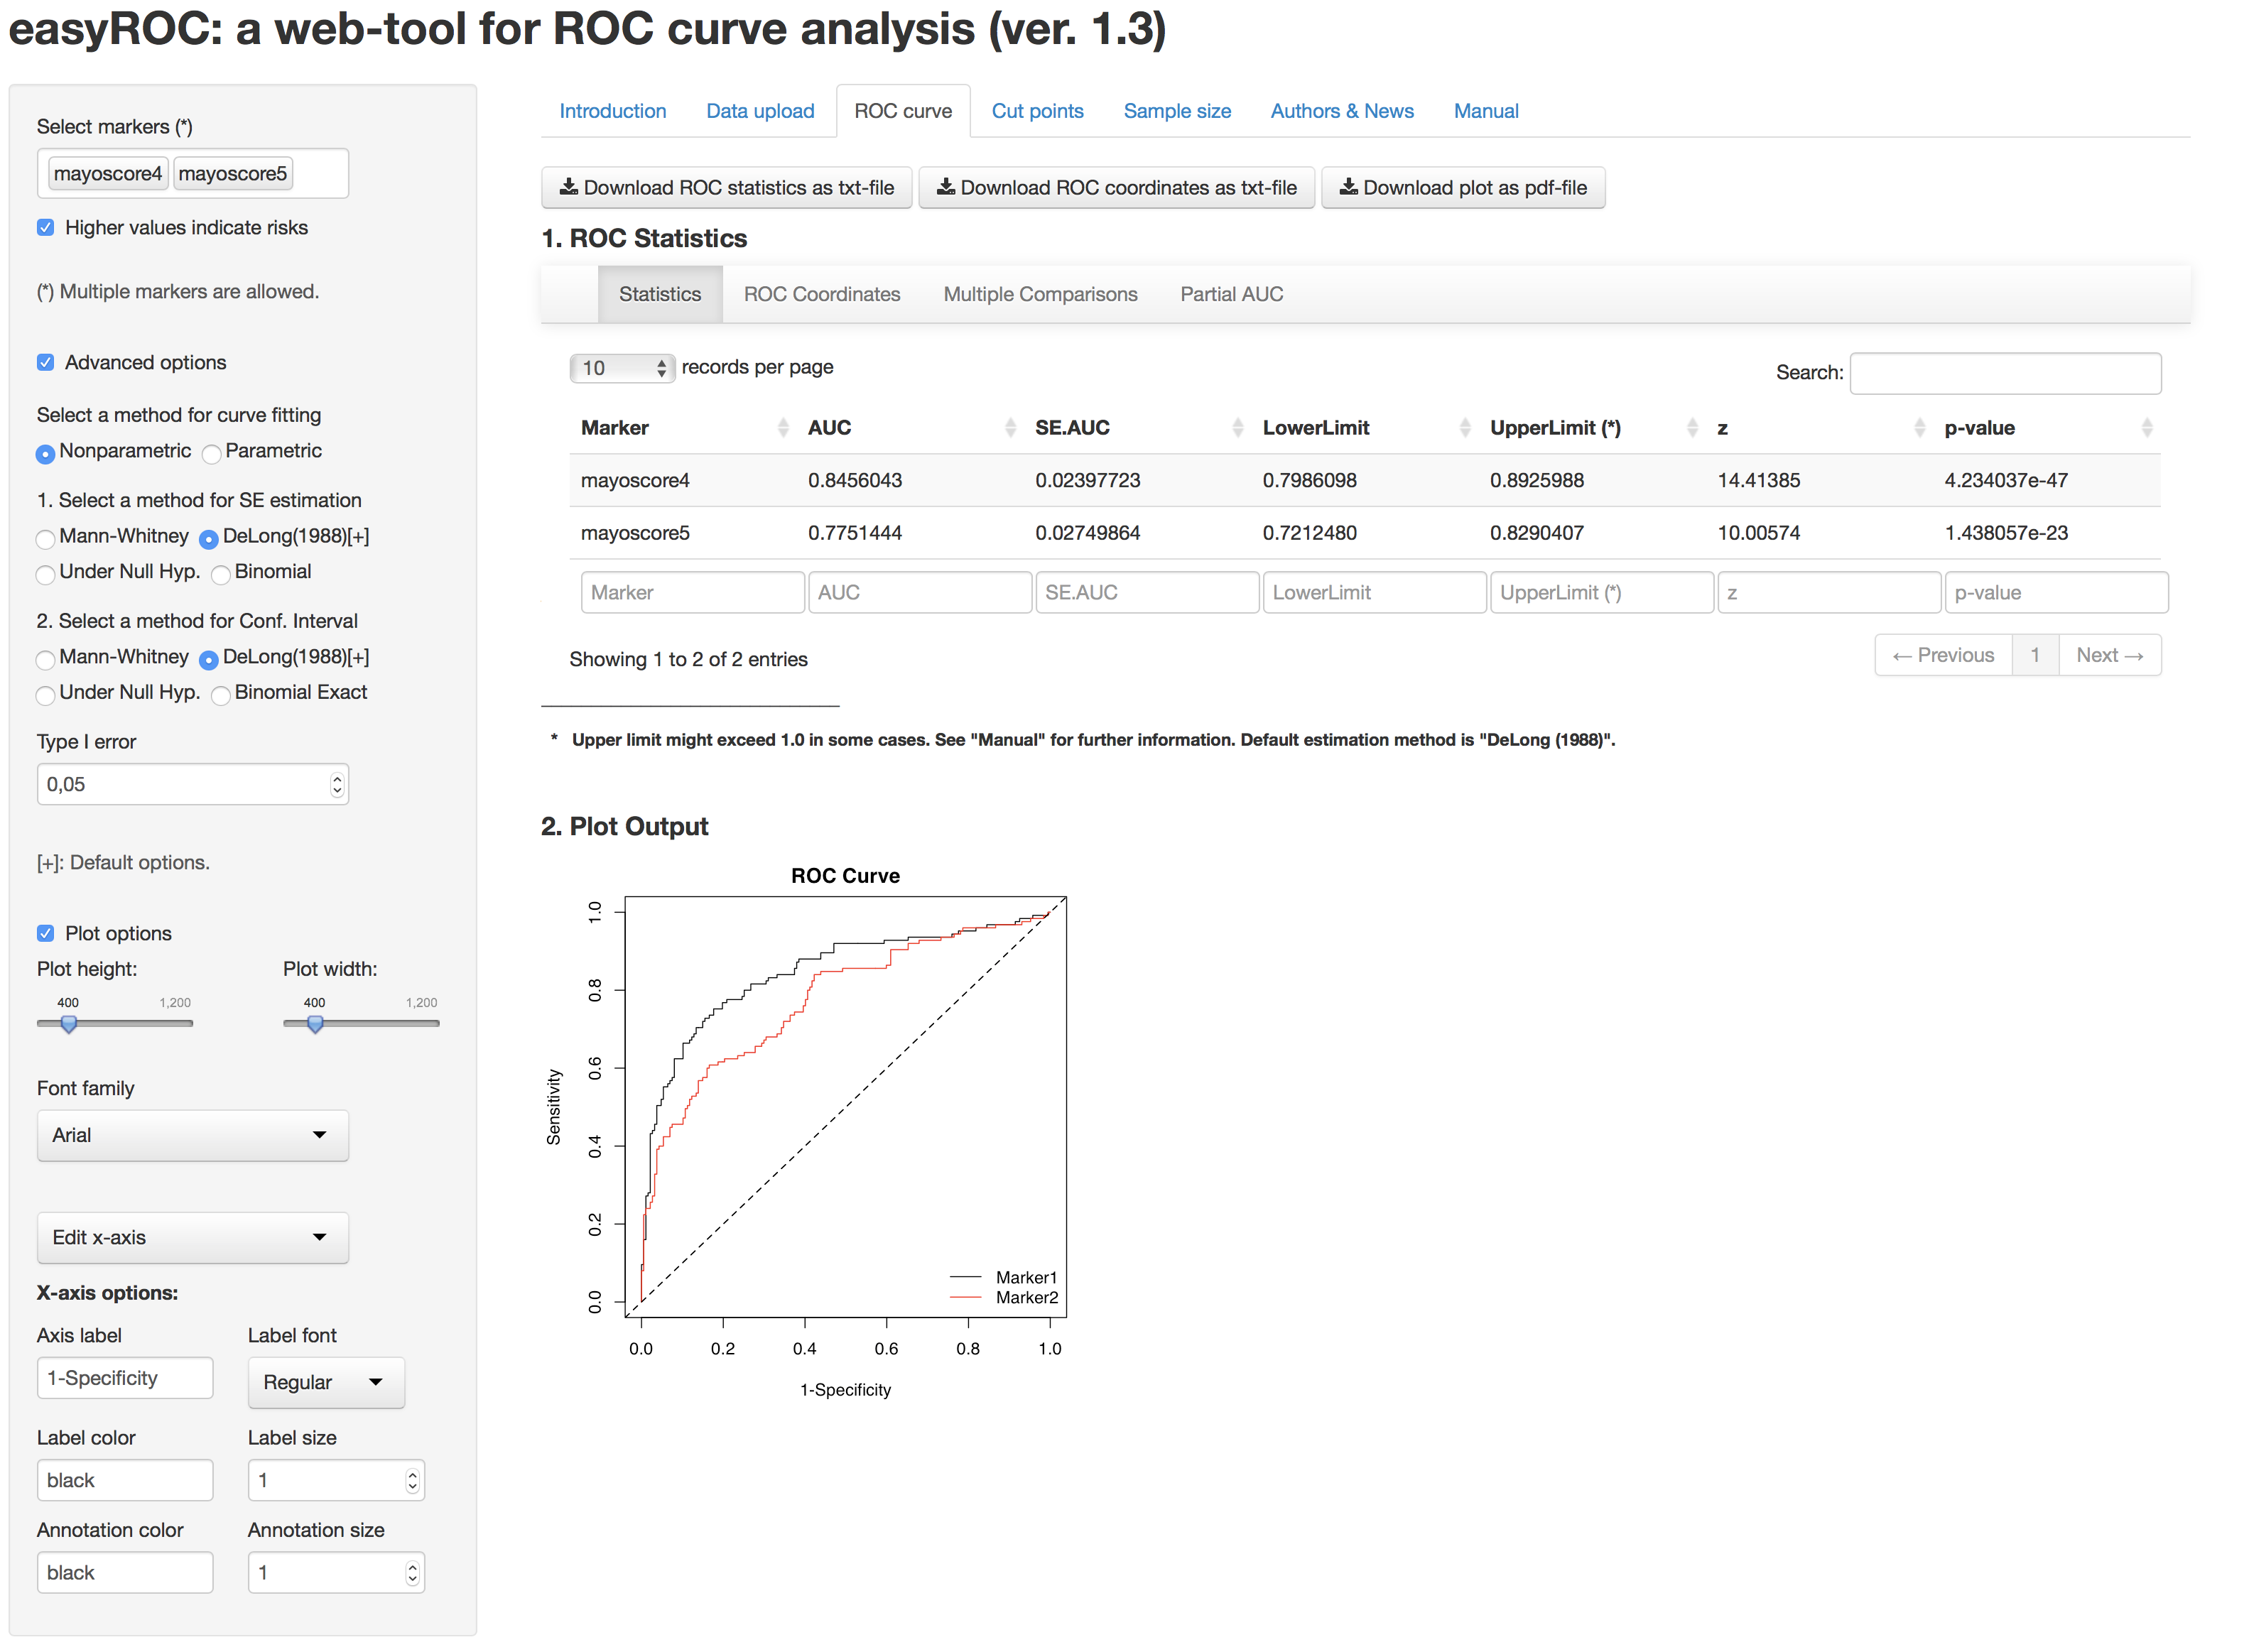 easyROC: a web-tool for ROC curve analysis (ver. 1.3)
Select markers (*)
mayoscore4 mayoscore5
Higher values indicate risks
(*) Multiple markers are allowed.
Advanced options
Select a method for curve fitting
Nonparametric Parametric
1. Select a method for SE estimation
Mann-Whitney DeLong(1988)[+]
Under Null Hyp. Binomial
2. Select a method for Conf. Interval
Mann-Whitney DeLong(1988)[+]
Under Null Hyp. Binomial Exact
Type I error
0,05
[+]: Default options.
Plot options
Plot height: Plot width:
400 1,200 400 1,200
Font family
Arial
Edit x-axis
X-axis options:
Axis label Label font
1-Specificity Regular
Label color Label size
black 1
Annotation color Annotation size
black 1
Introduction Data upload ROC curve Cut points Sample size Authors & News Manual
Download ROC statistics as txt-file Download ROC coordinates as txt-file Download plot as pdf-file
1. ROC Statistics
Statistics ROC Coordinates Multiple Comparisons Partial AUC
10 records per page Search:
Marker AUC SE.AUC LowerLimit UpperLimit (*) z p-value
mayoscore4 0.8456043 0.02397723 0.7986098 0.8925988 14.41385 4.234037e-47
mayoscore5 0.7751444 0.02749864 0.7212480 0.8290407 10.00574 1.438057e-23
Marker AUC SE.AUC LowerLimit UpperLimit (*) z p-value
Showing 1 to 2 of 2 entries
← Previous 1 Next →
* Upper limit might exceed 1.0 in some cases. See "Manual" for further information. Default estimation method is "DeLong (1988)".
2. Plot Output
ROC Curve
1.0
0.8
0.6
0.4
0.2
0.0
Sensitivity
Marker1
Marker2
0.0 0.2 0.4 0.6 0.8 1.0
1-Specificity